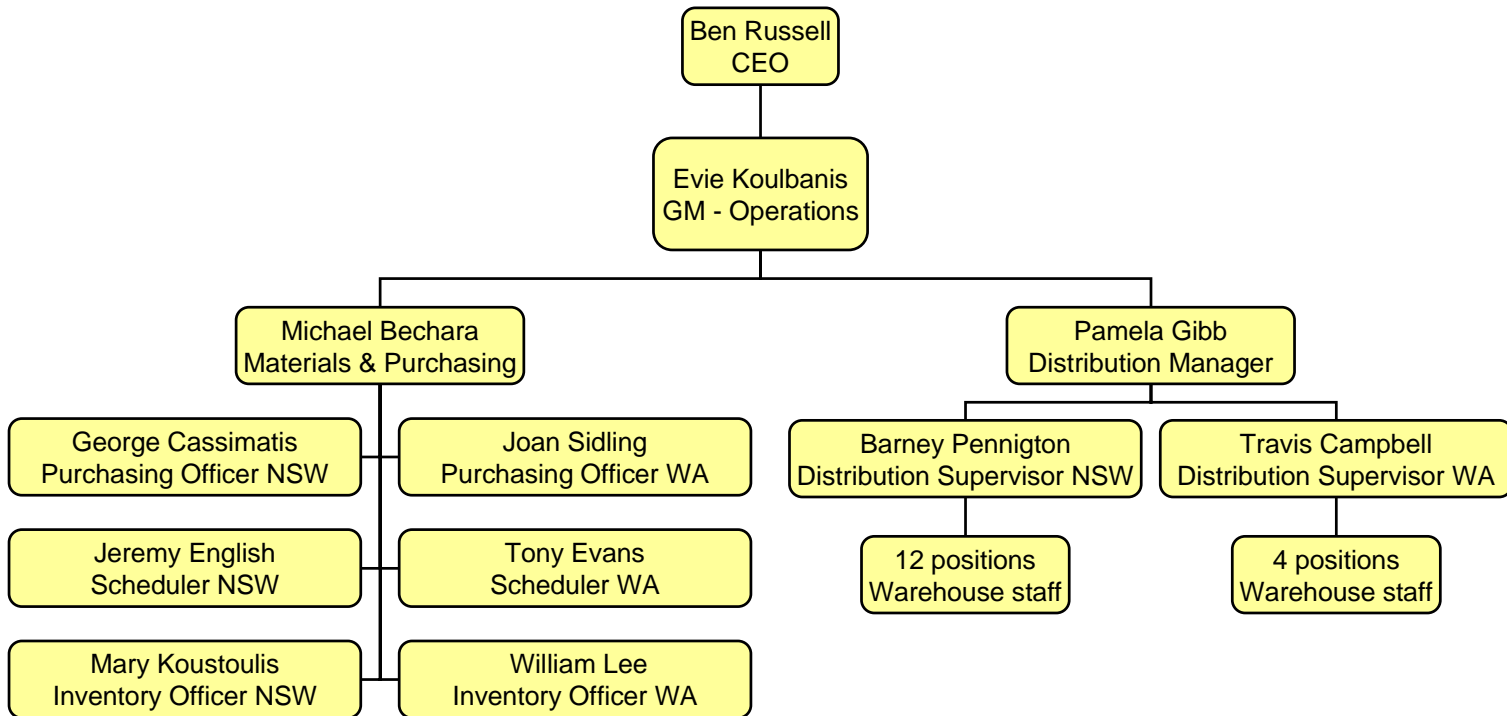 Ben Russell
CEO
Evie Koulbanis
GM - Operations
Michael Bechara
Materials & Purchasing
Pamela Gibb
Distribution Manager
George Cassimatis
Purchasing Officer NSW
Joan Sidling
Purchasing Officer WA
Barney Pennigton
Distribution Supervisor NSW
Travis Campbell
Distribution Supervisor WA
Jeremy English
Scheduler NSW
Tony Evans
Scheduler WA
12 positions
Warehouse staff
4 positions
Warehouse staff
Mary Koustoulis
Inventory Officer NSW
William Lee
Inventory Officer WA